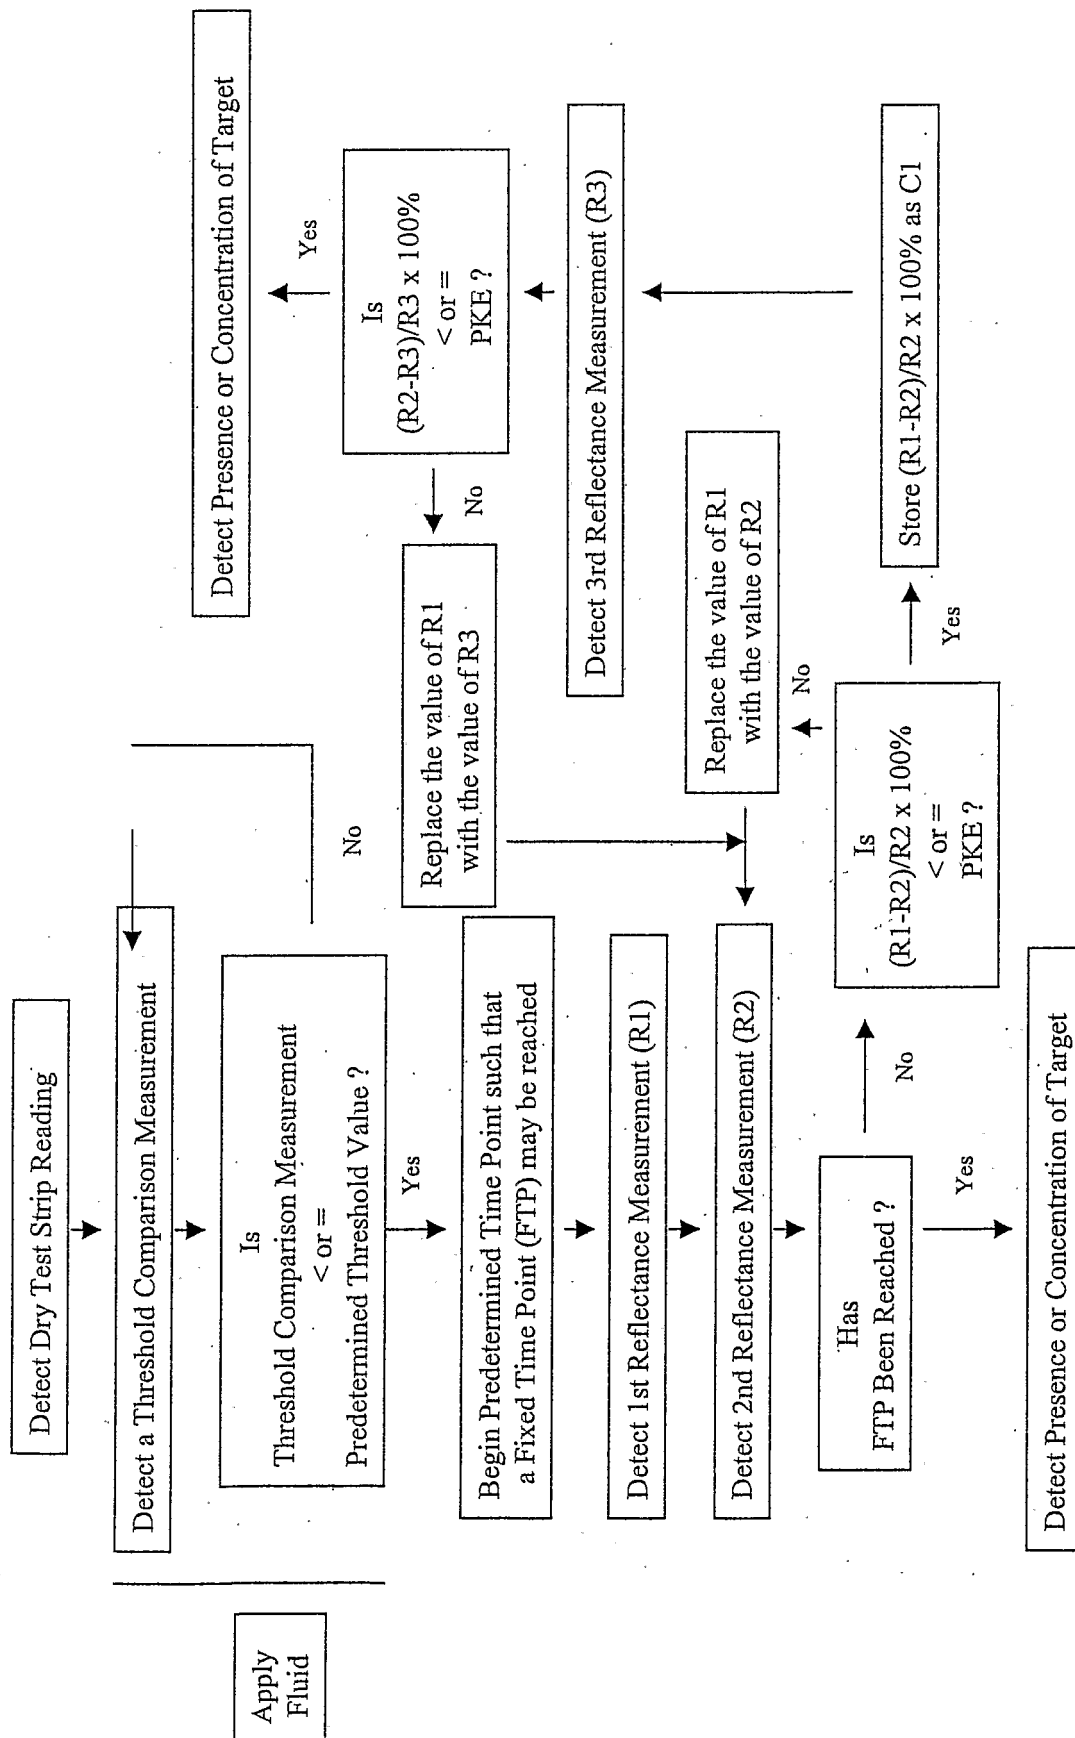 Detect Dry Test Strip Reading
Apply
Fluid
Detect a Threshold Comparison Measurement
Is
Threshold Comparison Measurement
< or =
Predetermined Threshold Value ?
No
Yes
Begin Predetermined Time Point such that
a Fixed Time Point (FTP) may be reached
Detect 1st Reflectance Measurement (R1)
Detect 2nd Reflectance Measurement (R2)
Has
FTP Been Reached ?
Yes
Detect Presence or Concentration of Target
No
Is
(R1-R2)/R2 x 100%
< or =
PKE ?
No
Replace the value of R1
with the value of R2
Yes
Store (R1-R2)/R2 x 100% as C1
Detect 3rd Reflectance Measurement (R3)
Is
(R2-R3)/R3 x 100%
< or =
PKE ?
No
Replace the value of R1
with the value of R3
Yes
Detect Presence or Concentration of Target